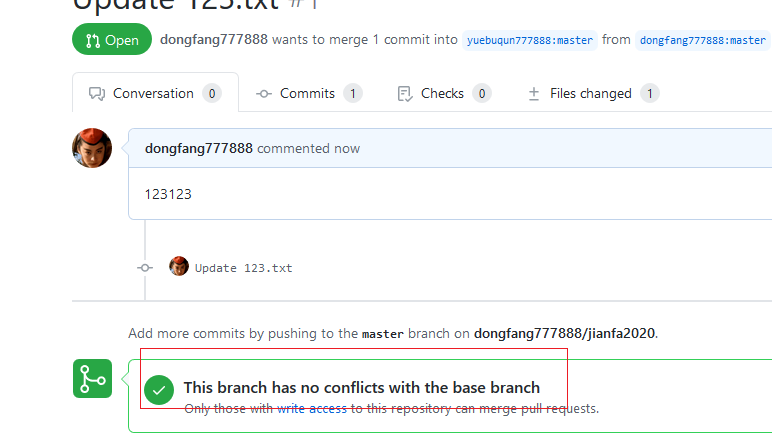 Update 123.txt #1
Open dongfang777888 wants to merge 1 commit into yuebuqun777888:master from dongfang777888:master
Conversation 0 Commits 1 Checks 0 Files changed 1
dongfang777888 commented now
123123
Update 123.txt
Add more commits by pushing to the master branch on dongfang777888/jianfa2020.
This branch has no conflicts with the base branch
Only those with write access to this repository can merge pull requests.